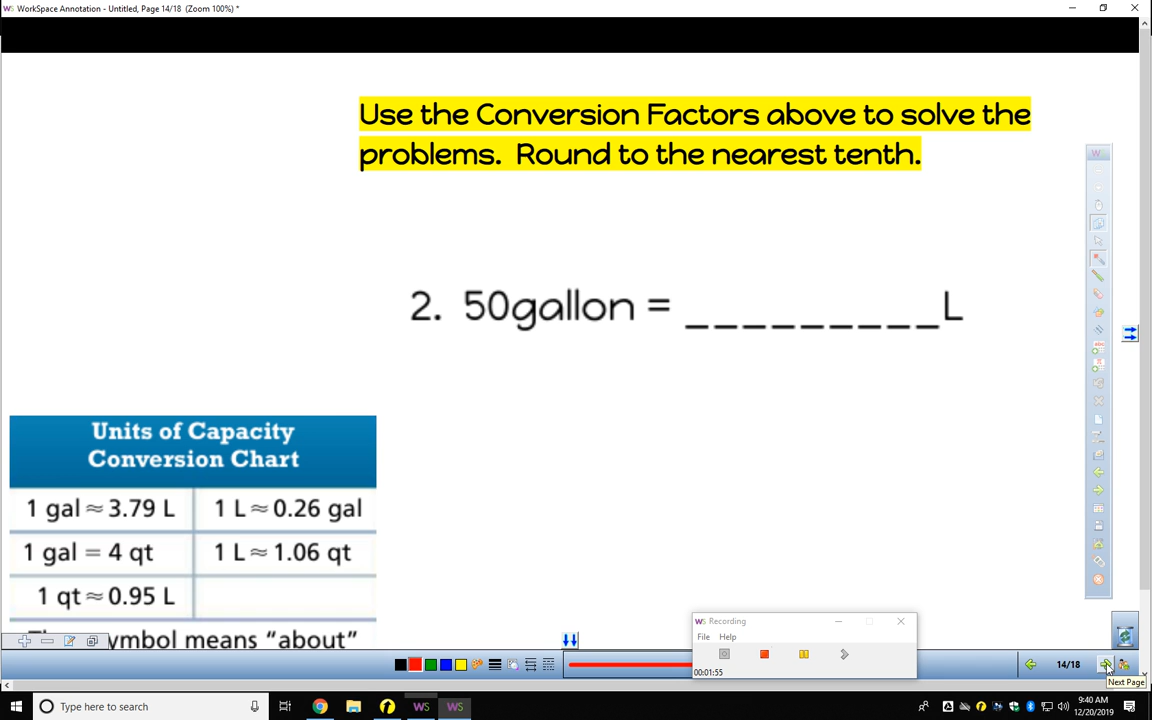 WorkSpace Annotation - Untitled, Page 14/18 (Zoom 100%) *
Use the Conversion Factors above to solve the
problems. Round to the nearest tenth.
2. 50gallon = _________L
Units of Capacity
Conversion Chart
1 gal ≈ 3.79 L 1 L ≈ 0.26 gal
1 gal = 4 qt 1 L ≈ 1.06 qt
1 qt ≈ 0.95 L
symbol means “about”
Recording
File Help
00:01:55
14/18
Next Page
Type here to search
9:40 AM
12/20/2019